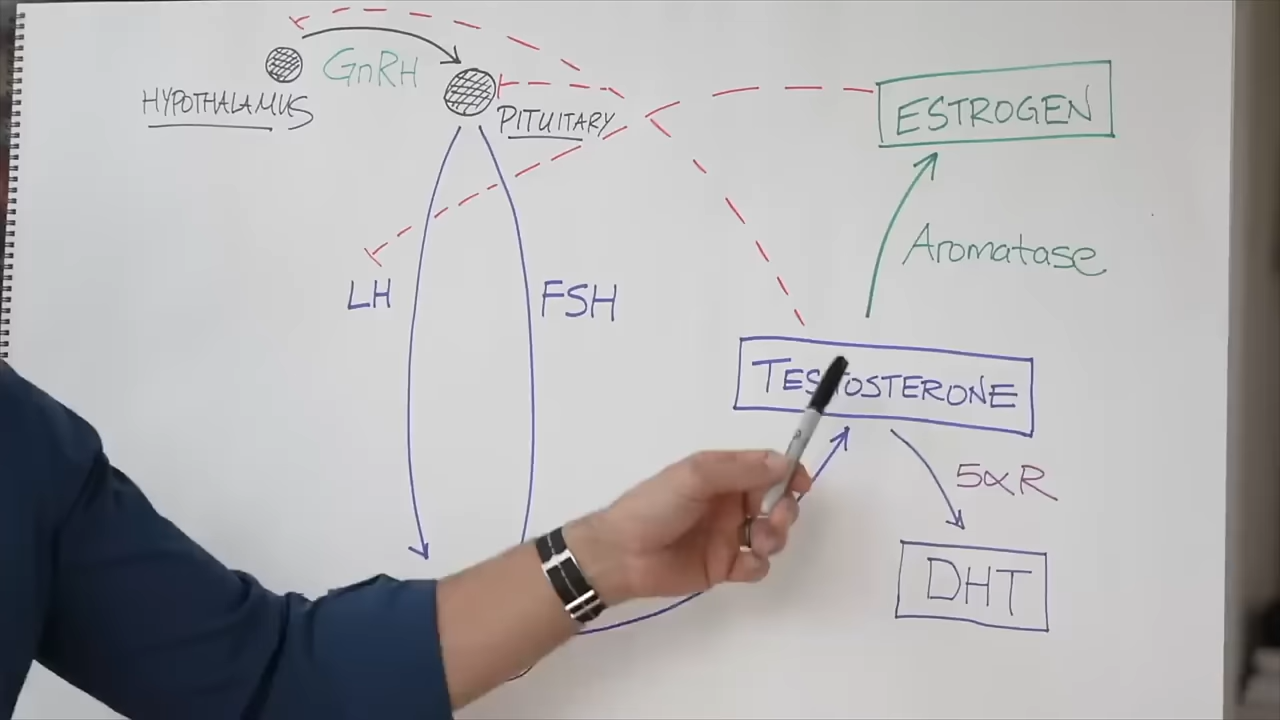 GnRH
HYPOTHALAMUS
PITUITARY
ESTROGEN
Aromatase
LH
FSH
TESTOSTERONE
5αR
DHT